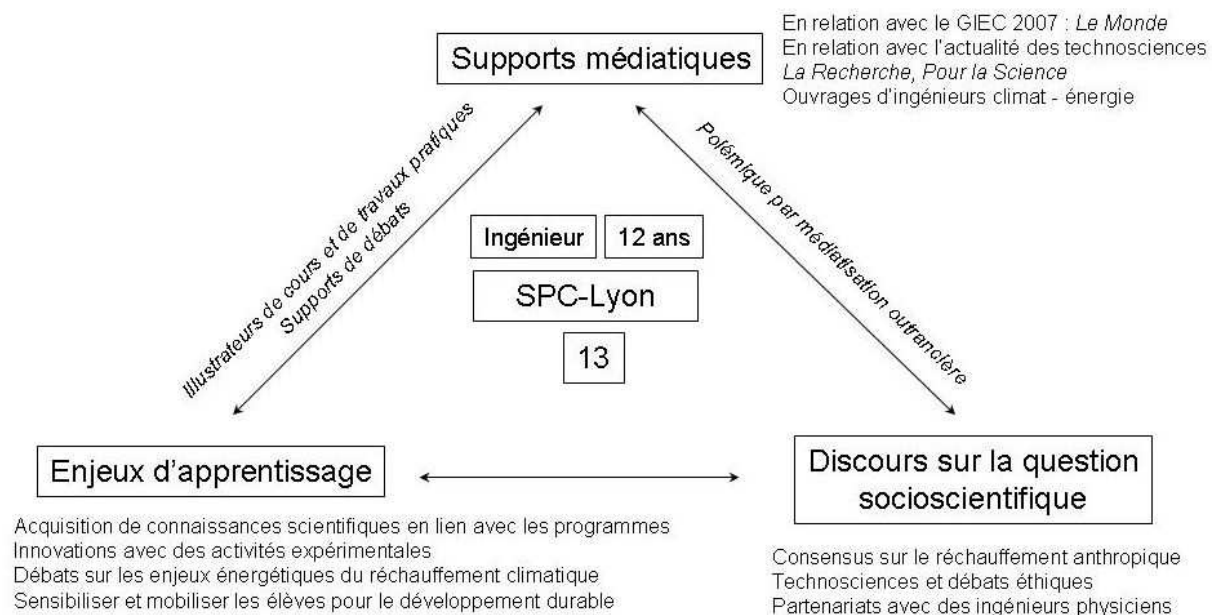 En relation avec le GIEC 2007 : Le Monde
En relation avec l'actualité des technosciences
La Recherche, Pour la Science
Ouvrages d'ingénieurs climat - énergie
Supports médiatiques
Illustrateurs de cours et de travaux pratiques
Supports de débats
Polémique par médiatisation outrancière
Ingénieur
12 ans
SPC-Lyon
13
Enjeux d'apprentissage
Acquisition de connaissances scientifiques en lien avec les programmes
Innovations avec des activités expérimentales
Débats sur les enjeux énergétiques du réchauffement climatique
Sensibiliser et mobiliser les élèves pour le développement durable
Discours sur la question
socioscientifique
Consensus sur le réchauffement anthropique
Technosciences et débats éthiques
Partenariats avec des ingénieurs physiciens